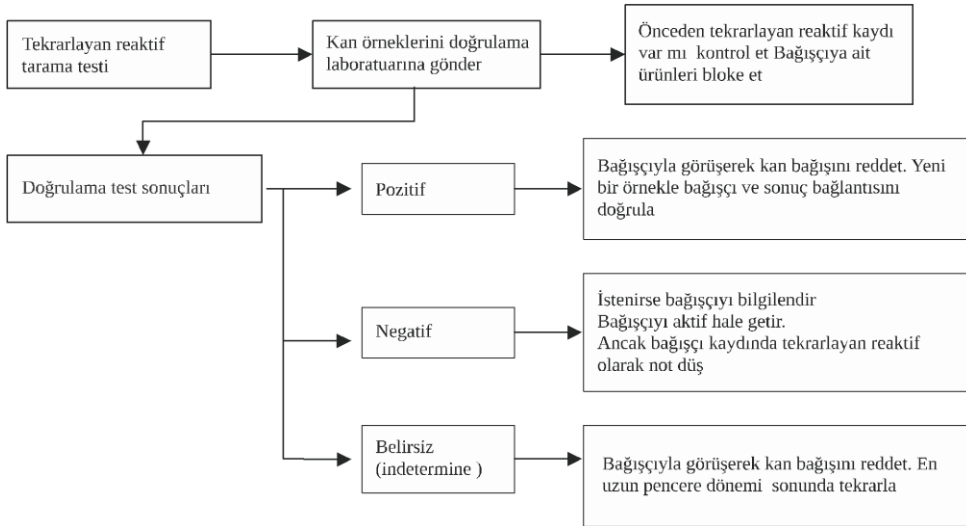 Tekrarlayan reaktif
tarama testi
Kan örneklerini doğrulama
laboratuarına gönder
Önceden tekrarlayan reaktif kaydı
var mı kontrol et Bağışçıya ait
ürünleri bloke et
Doğrulama test sonuçları
Pozitif
Bağışçıyla görüşerek kan bağışını reddet. Yeni
bir örnekle bağışçı ve sonuç bağlantısını
doğrula
Negatif
İstenirse bağışçıyı bilgilendir
Bağışçıyı aktif hale getir.
Ancak bağışçı kaydında tekrarlayan reaktif
olarak not düş
Belirsiz
(indetermine )
Bağışçıyla görüşerek kan bağışını reddet. En
uzun pencere dönemi sonunda tekrarla